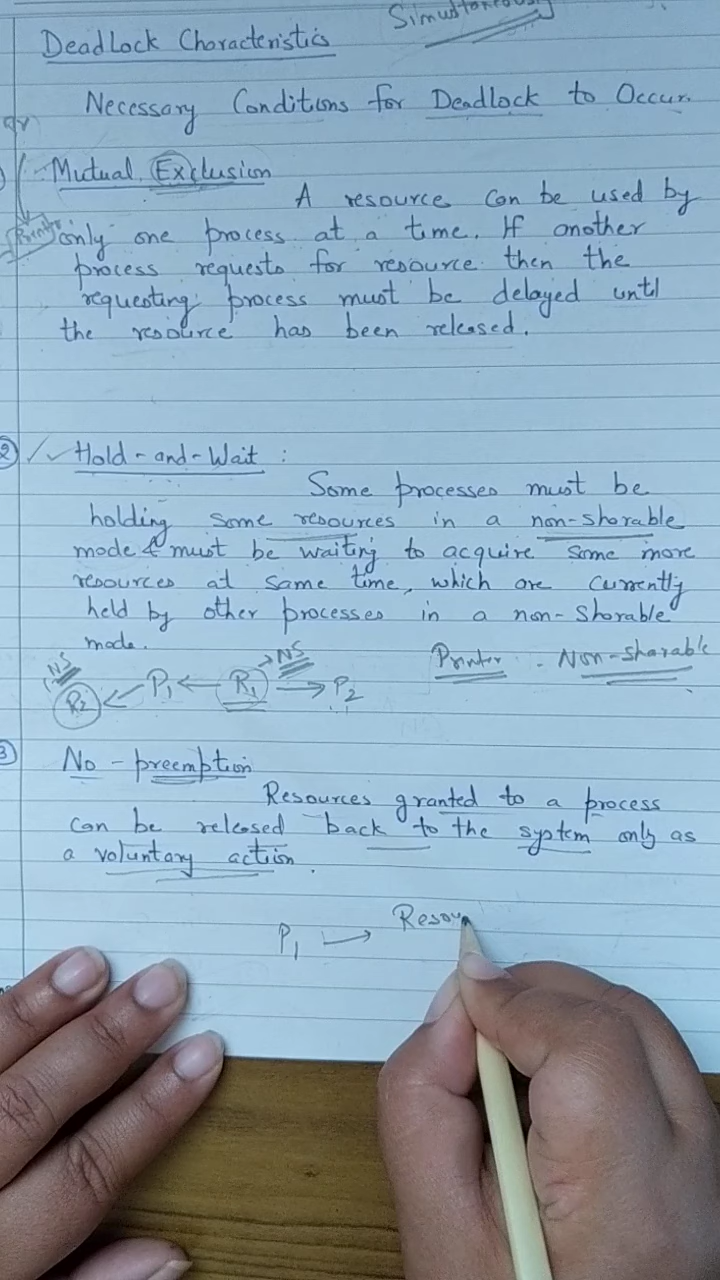 Simultaneously
Deadlock Characteristics
Necessary Conditions for Deadlock to Occur.
Mutual Exclusion
A resource can be used by
Printer only one process at a time. If another
process requests for resource then the
requesting process must be delayed until
the resource has been released.
2 Hold-and-Wait :
Some processes must be
holding some resources in a non-sharable
mode & must be waiting to acquire some more
resources at same time, which are currently
held by other processes in a non-sharable
mode.
NS NS Printer - Non-sharable
R2 ← P1 ← R1 → P2
3 No-preemption
Resources granted to a process
can be released back to the system only as
a voluntary action.
P1 → Resou